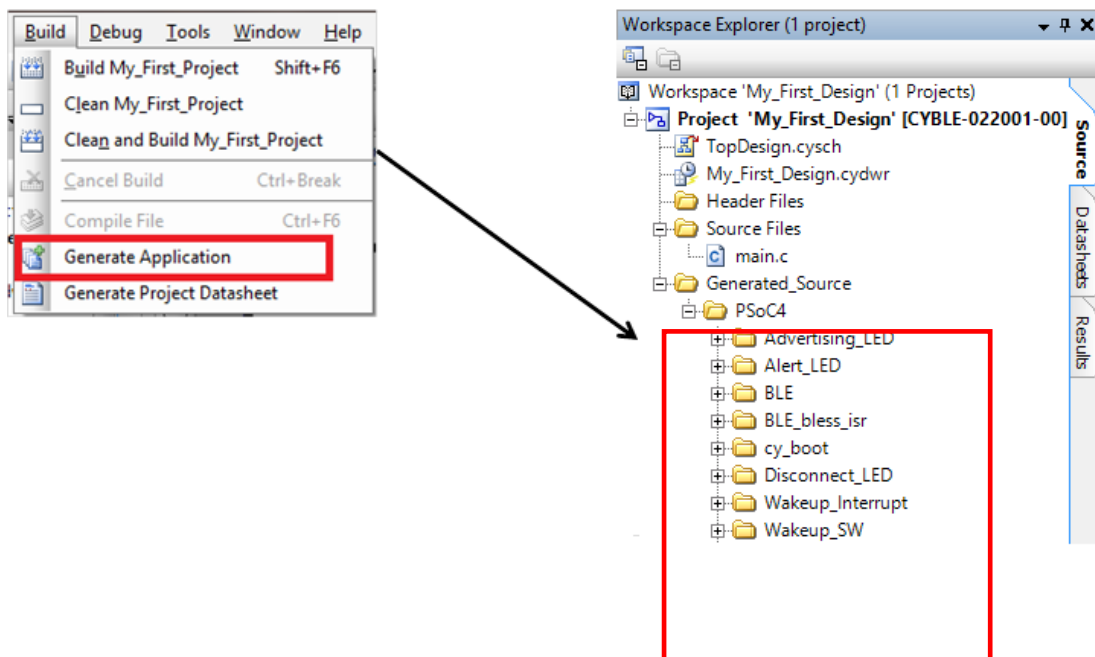 Build Debug Tools Window Help
Build My_First_Project Shift+F6
Clean My_First_Project
Clean and Build My_First_Project
Cancel Build Ctrl+Break
Compile File Ctrl+F6
Generate Application
Generate Project Datasheet
Workspace Explorer (1 project)
Workspace 'My_First_Design' (1 Projects)
Project 'My_First_Design' [CYBLE-022001-00]
TopDesign.cysch
My_First_Design.cydwr
Header Files
Source Files
main.c
Generated_Source
PSoC4
Advertising_LED
Alert_LED
BLE
BLE_bless_isr
cy_boot
Disconnect_LED
Wakeup_Interrupt
Wakeup_SW
Source
Datasheets
Results